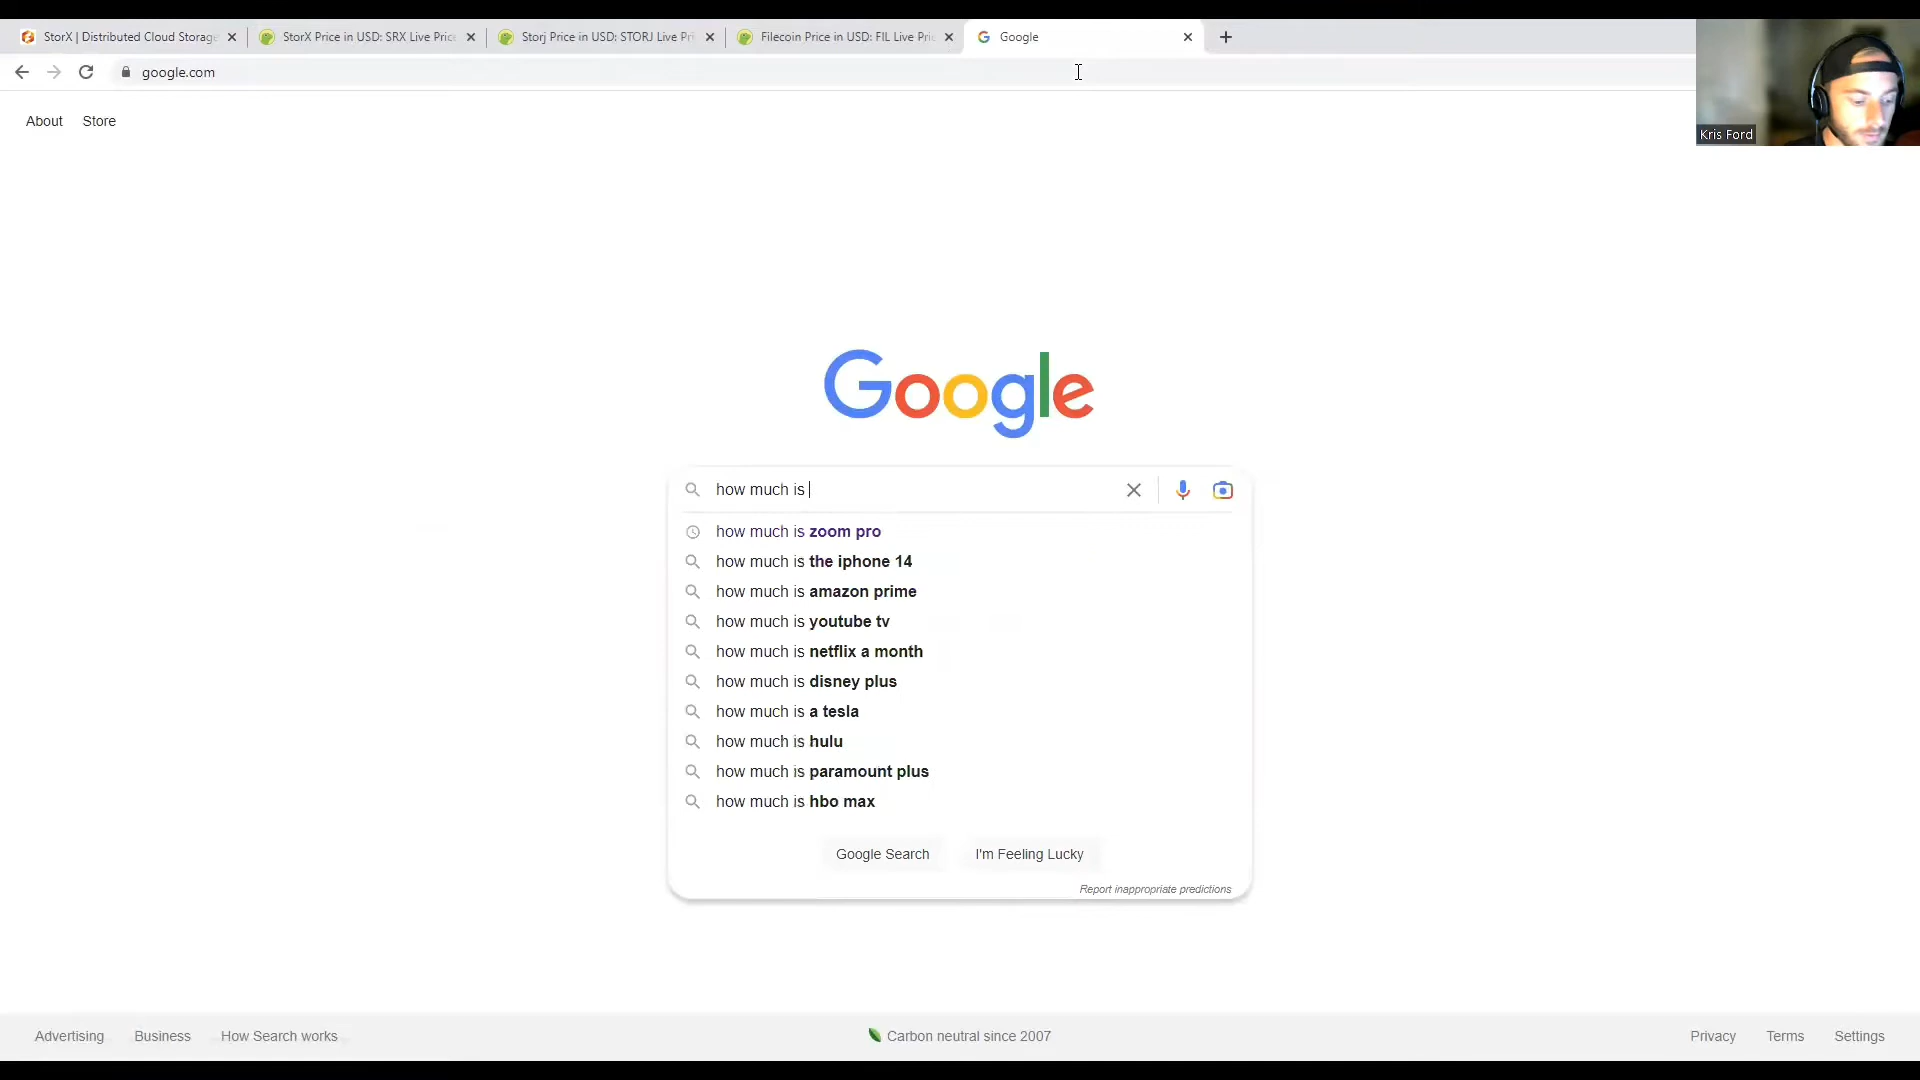 StorX | Distributed Cloud Storage
StorX Price in USD: SRX Live Price
Storj Price in USD: STORJ Live Pri
Filecoin Price in USD: FIL Live Pric
Google
google.com
Kris Ford
About Store
Google
how much is
how much is zoom pro
how much is the iphone 14
how much is amazon prime
how much is youtube tv
how much is netflix a month
how much is disney plus
how much is a tesla
how much is hulu
how much is paramount plus
how much is hbo max
Google Search I'm Feeling Lucky
Report inappropriate predictions
Advertising Business How Search works Carbon neutral since 2007 Privacy Terms Settings